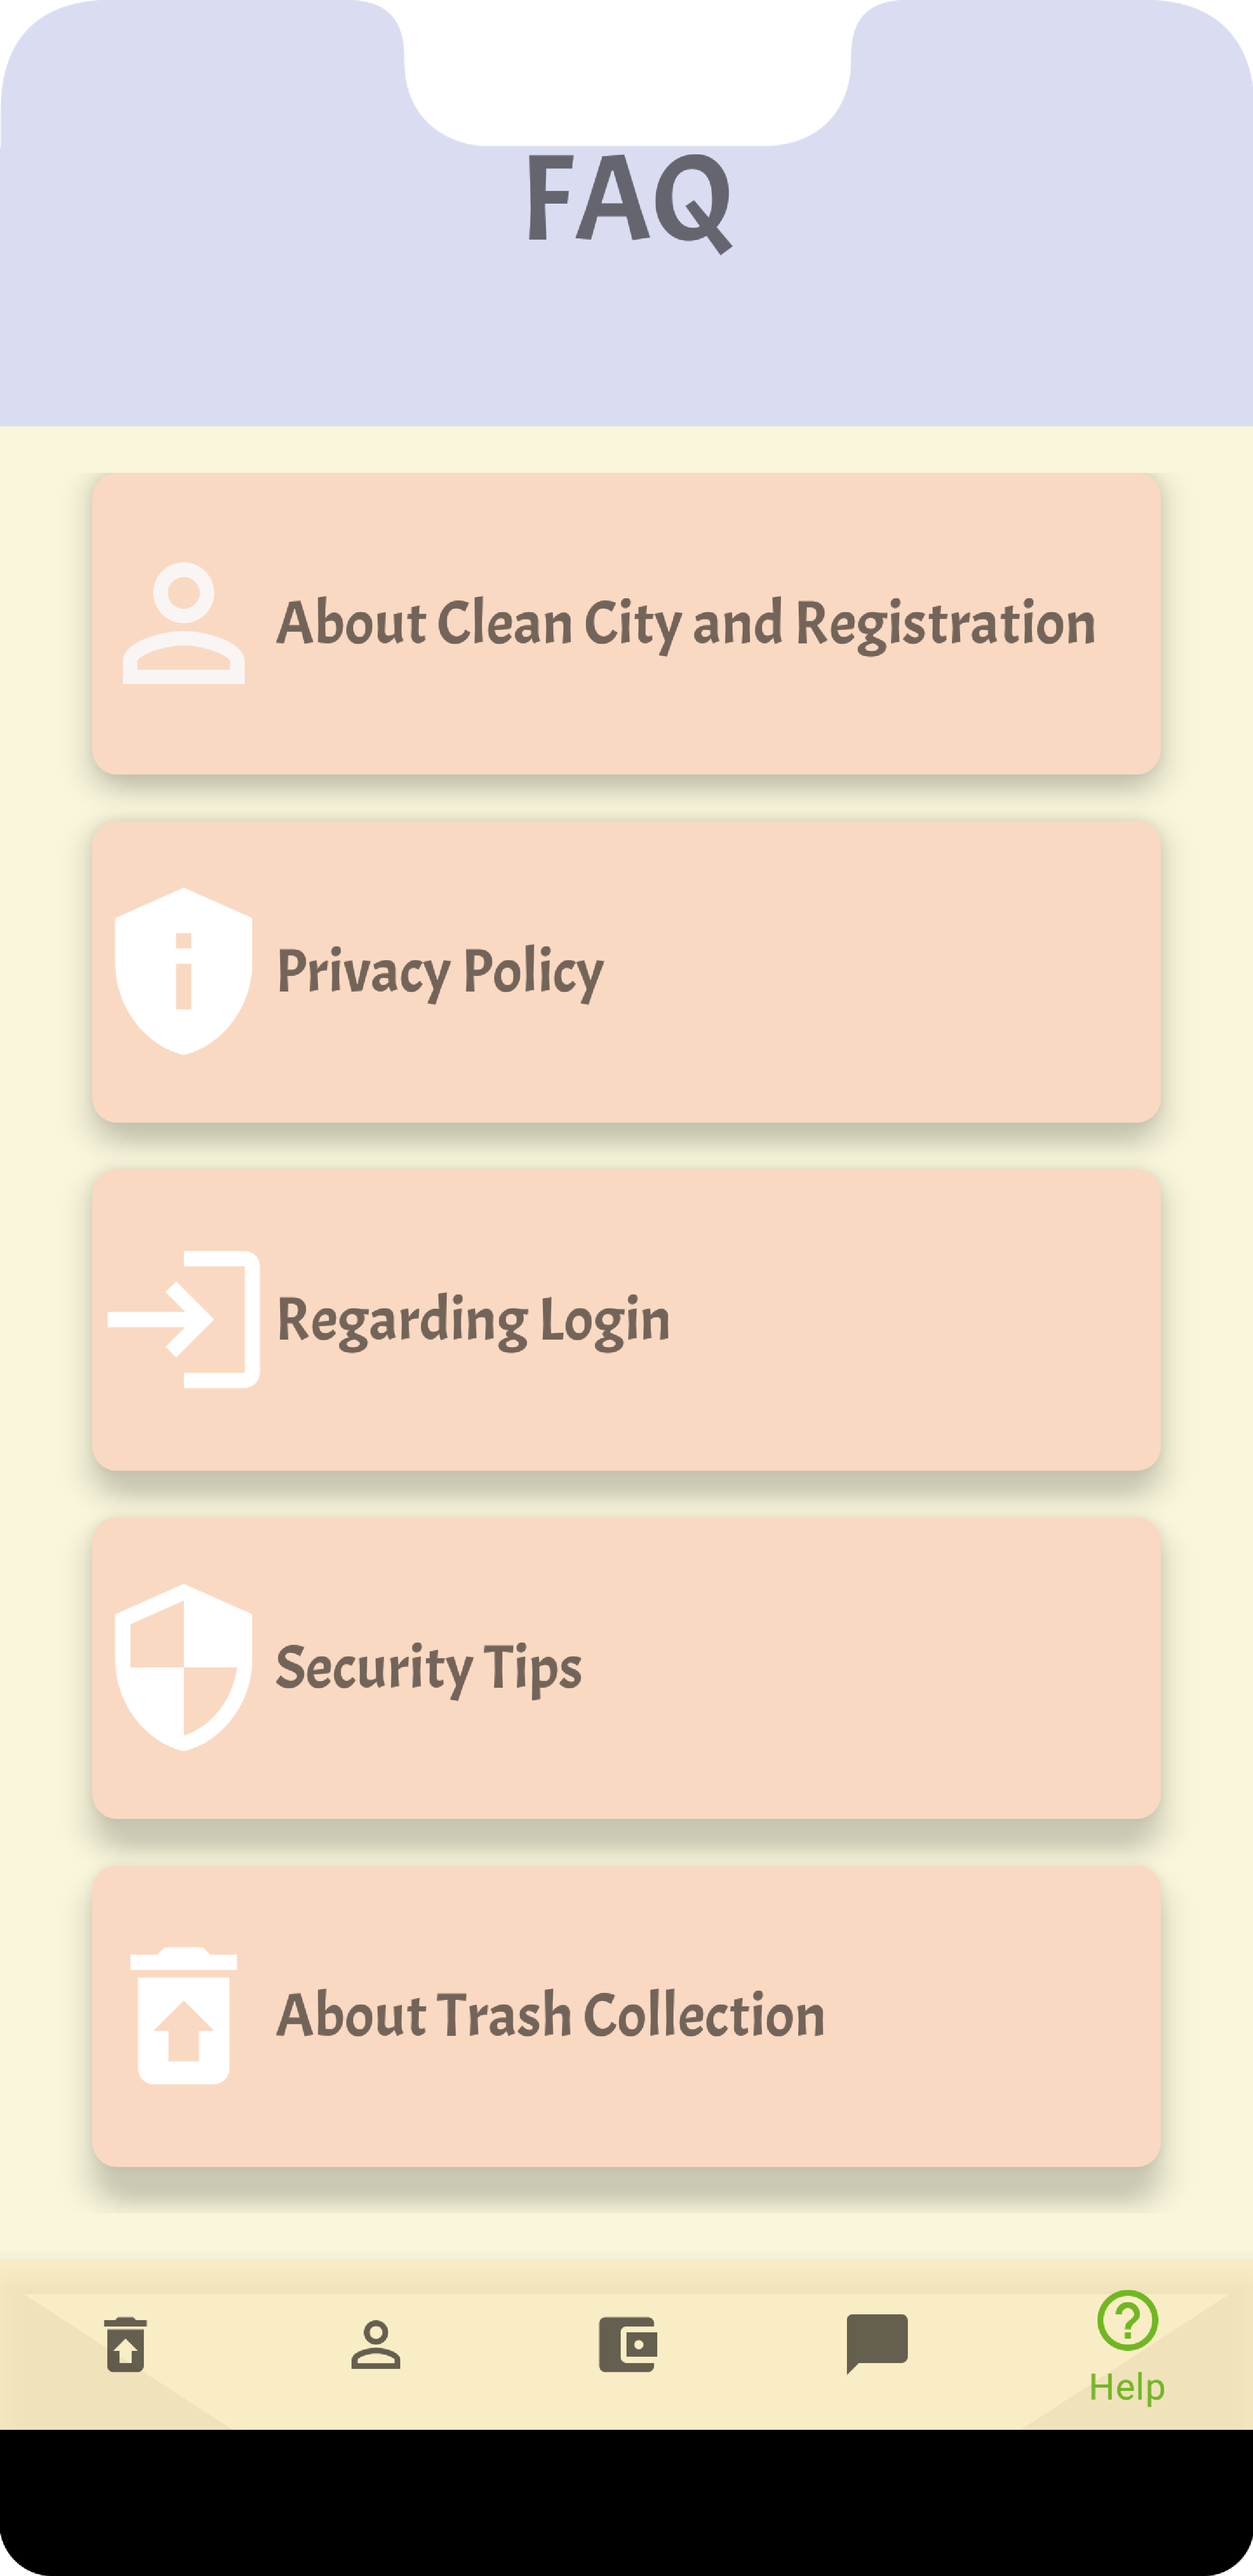 FAQ
About Clean City and Registration
Privacy Policy
Regarding Login
Security Tips
About Trash Collection
Help